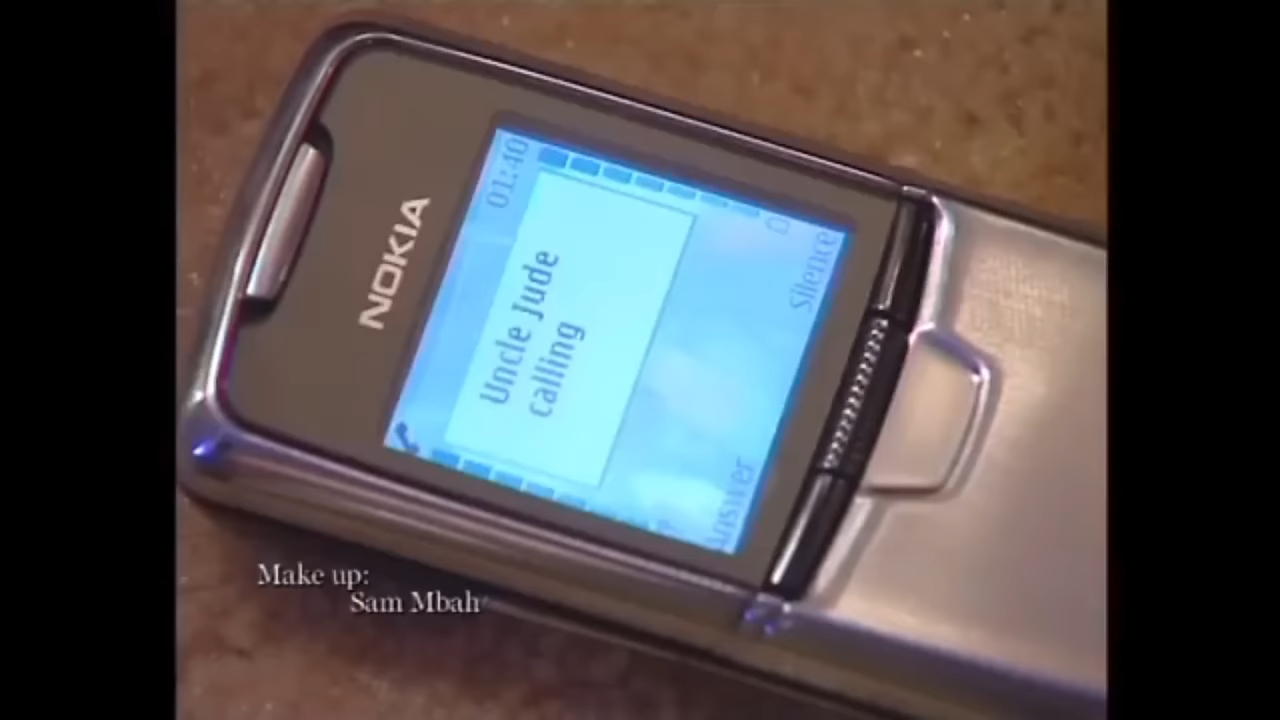 NOKIA
01:40
Uncle Jude
calling
Answer
Silence
Make up:
Sam Mbah